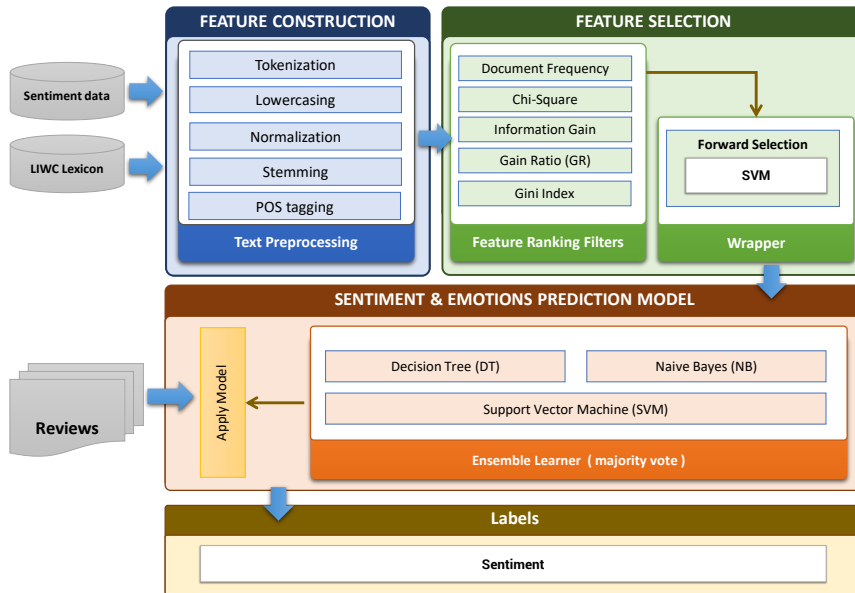 FEATURE CONSTRUCTION
FEATURE SELECTION
Sentiment data
LIWC Lexicon
Tokenization
Lowercasing
Normalization
Stemming
POS tagging
Text Preprocessing
Document Frequency
Chi-Square
Information Gain
Gain Ratio (GR)
Gini Index
Feature Ranking Filters
Forward Selection
SVM
Wrapper
SENTIMENT & EMOTIONS PREDICTION MODEL
Reviews
Apply Model
Decision Tree (DT)
Naive Bayes (NB)
Support Vector Machine (SVM)
Ensemble Learner ( majority vote )
Labels
Sentiment